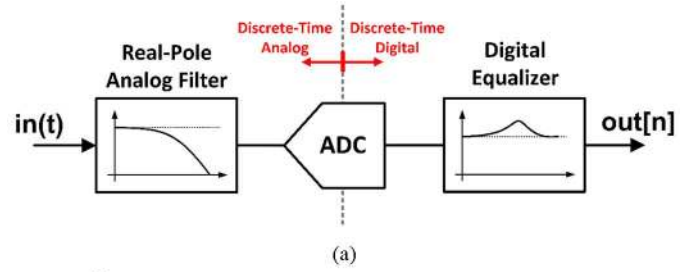 Discrete-Time Discrete-Time
Analog Digital
Real-Pole
Analog Filter
Digital
Equalizer
in(t)
ADC
out[n]
(a)